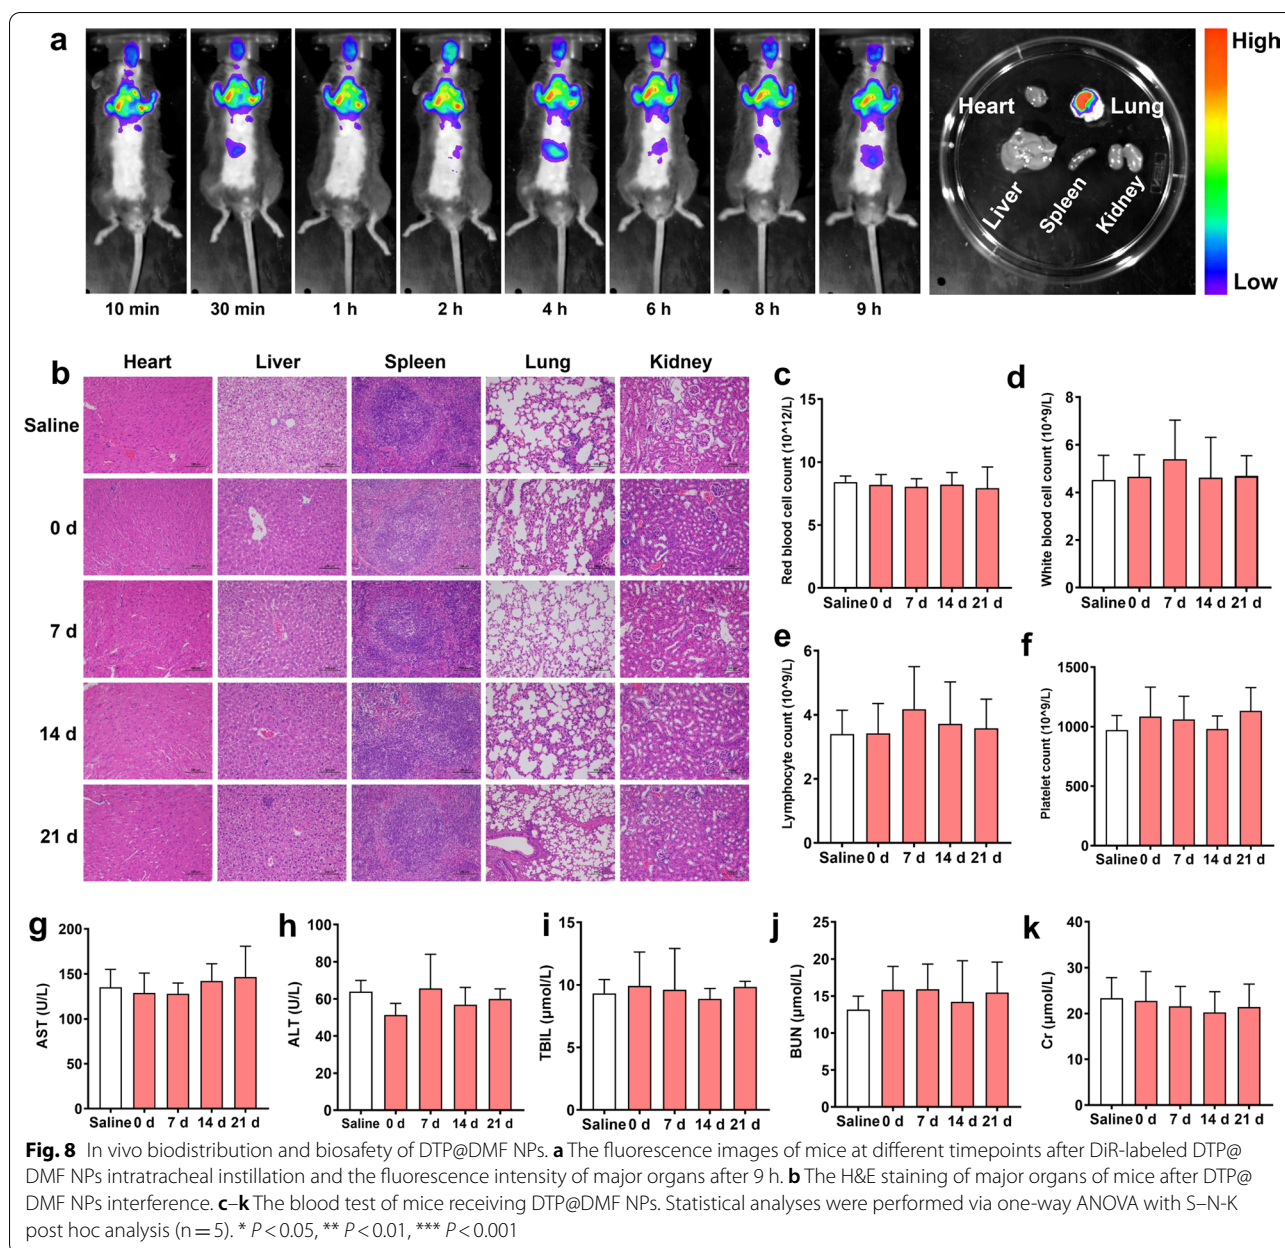 a
High
Heart
Lung
Liver
Spleen
Kidney
Low
10 min
30 min
1 h
2 h
4 h
6 h
8 h
9 h
b
Heart
Liver
Spleen
Lung
Kidney
Saline
0 d
7 d
14 d
21 d
c
Red blood cell count (10^12/L)
15
10
5
0
Saline 0 d 7 d 14 d 21 d
d
White blood cell count (10^9/L)
8
6
4
2
0
Saline 0 d 7 d 14 d 21 d
e
Lymphocyte count (10^9/L)
6
4
2
0
Saline 0 d 7 d 14 d 21 d
f
Platelet count (10^9/L)
1500
1000
500
0
Saline 0 d 7 d 14 d 21 d
g
AST (U/L)
200
150
100
50
0
Saline 0 d 7 d 14 d 21 d
h
ALT (U/L)
100
80
60
40
20
0
Saline 0 d 7 d 14 d 21 d
i
TBIL (μmol/L)
15
10
5
0
Saline 0 d 7 d 14 d 21 d
j
BUN (μmol/L)
25
20
15
10
5
0
Saline 0 d 7 d 14 d 21 d
k
Cr (μmol/L)
40
30
20
10
0
Saline 0 d 7 d 14 d 21 d
Fig. 8 In vivo biodistribution and biosafety of DTP@DMF NPs. a The fluorescence images of mice at different timepoints after DiR-labeled DTP@
DMF NPs intratracheal instillation and the fluorescence intensity of major organs after 9 h. b The H&E staining of major organs of mice after DTP@
DMF NPs interference. c–k The blood test of mice receiving DTP@DMF NPs. Statistical analyses were performed via one-way ANOVA with S–N-K
post hoc analysis (n = 5). * P < 0.05, ** P < 0.01, *** P < 0.001